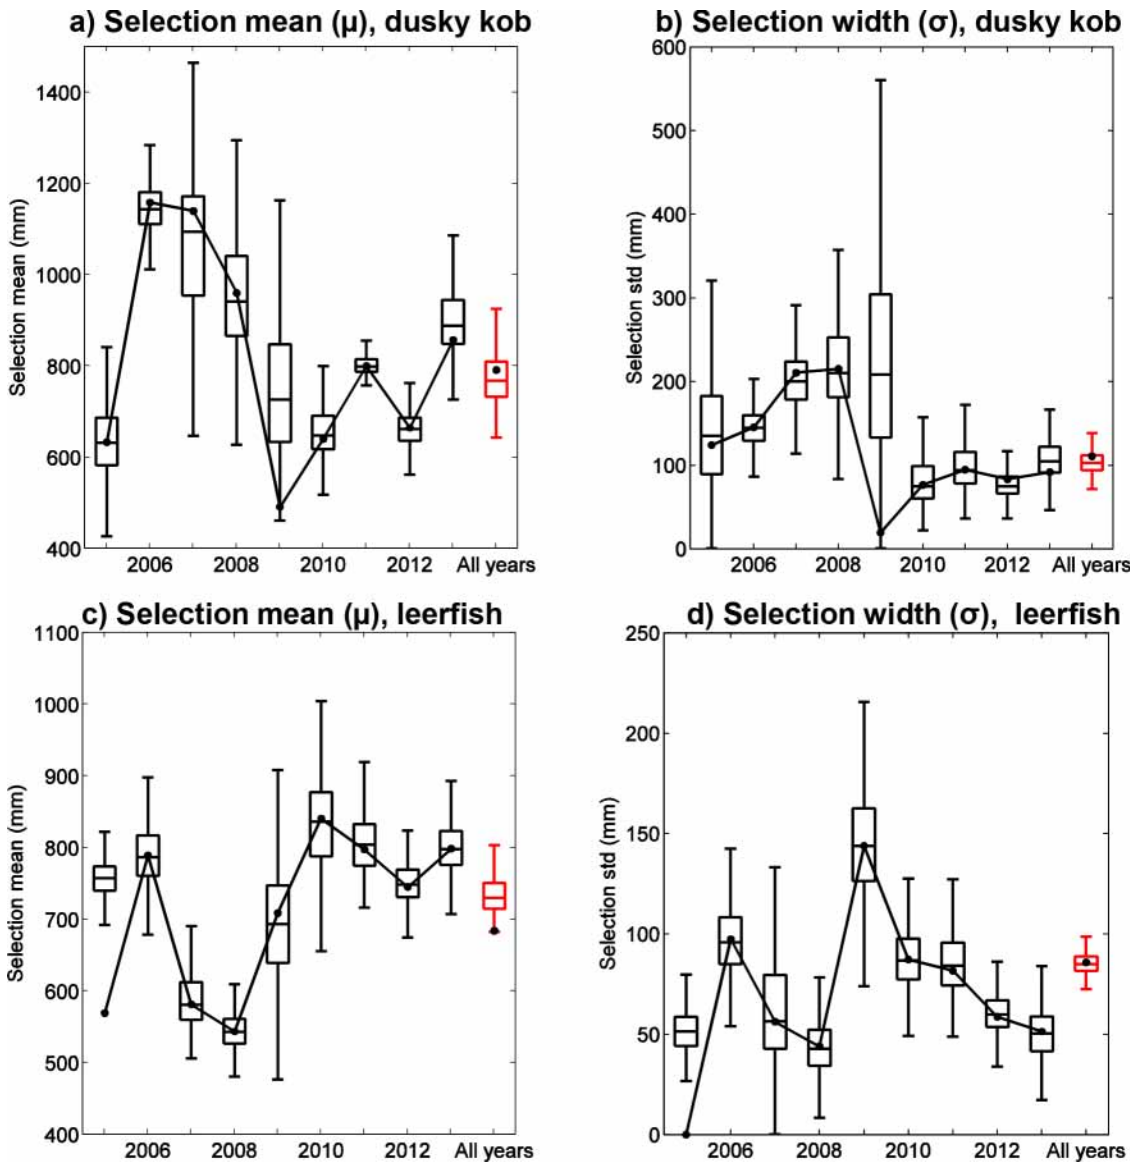 a) Selection mean (μ), dusky kob
Selection mean (mm)
1400
1200
1000
800
600
400
2006 2008 2010 2012 All years
b) Selection width (σ), dusky kob
Selection std (mm)
600
500
400
300
200
100
0
2006 2008 2010 2012 All years
c) Selection mean (μ), leerfish
Selection mean (mm)
1100
1000
900
800
700
600
500
400
2006 2008 2010 2012 All years
d) Selection width (σ), leerfish
Selection std (mm)
250
200
150
100
50
0
2006 2008 2010 2012 All years